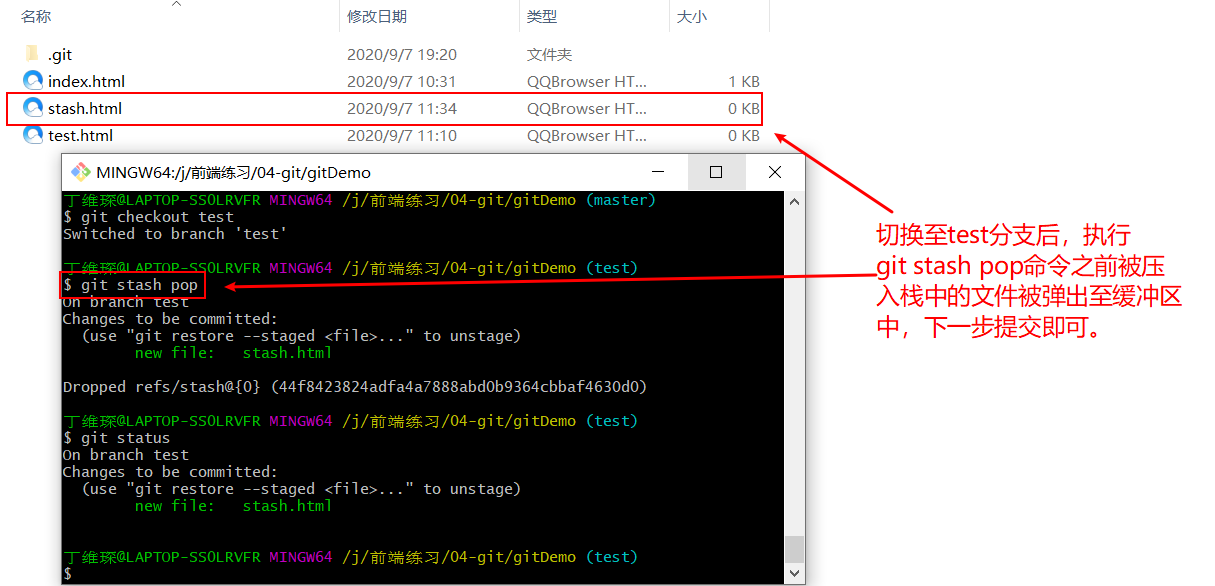 名称 修改日期 类型 大小
.git 2020/9/7 19:20 文件夹
index.html 2020/9/7 10:31 QQBrowser HT... 1 KB
stash.html 2020/9/7 11:34 QQBrowser HT... 0 KB
test.html 2020/9/7 11:10 QQBrowser HT... 0 KB
MINGW64:/j/前端练习/04-git/gitDemo
丁维琛@LAPTOP-SSOLRVFR MINGW64 /j/前端练习/04-git/gitDemo (master)
$ git checkout test
Switched to branch 'test'
丁维琛@LAPTOP-SSOLRVFR MINGW64 /j/前端练习/04-git/gitDemo (test)
$ git stash pop
On branch test
Changes to be committed:
(use "git restore --staged <file>..." to unstage)
new file: stash.html
Dropped refs/stash@{0} (44f8423824adfa4a7888abd0b9364cbbaf4630d0)
丁维琛@LAPTOP-SSOLRVFR MINGW64 /j/前端练习/04-git/gitDemo (test)
$ git status
On branch test
Changes to be committed:
(use "git restore --staged <file>..." to unstage)
new file: stash.html
丁维琛@LAPTOP-SSOLRVFR MINGW64 /j/前端练习/04-git/gitDemo (test)
$
切换至test分支后，执行
git stash pop命令之前被压
入栈中的文件被弹出至缓冲区
中，下一步提交即可。